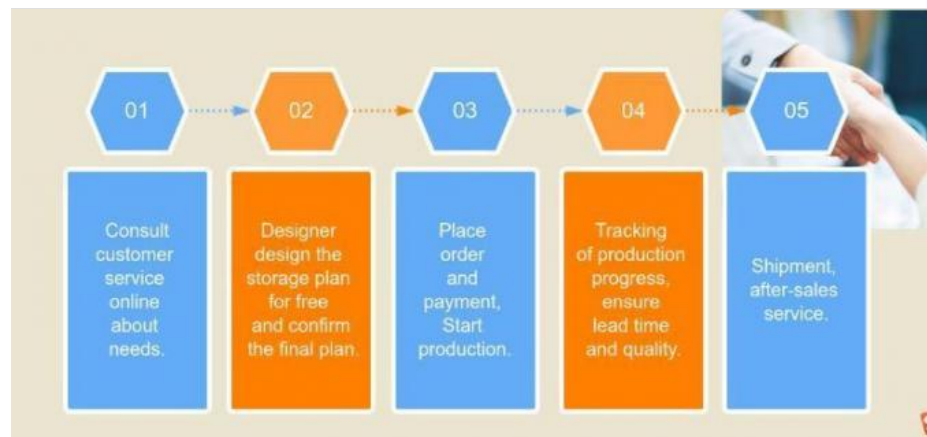 01
02
03
04
05
Consult
customer
service
online
about
needs.
Designer
design the
storage plan
for free
and confirm
the final plan.
Place
order
and
payment,
Start
production.
Tracking
of production
progress,
ensure
lead time
and quality.
Shipment,
after-sales
service.